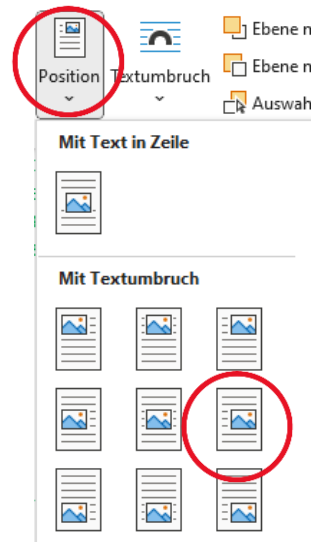 Position
Textumbruch
Ebene n
Ebene n
Auswah
Mit Text in Zeile
Mit Textumbruch